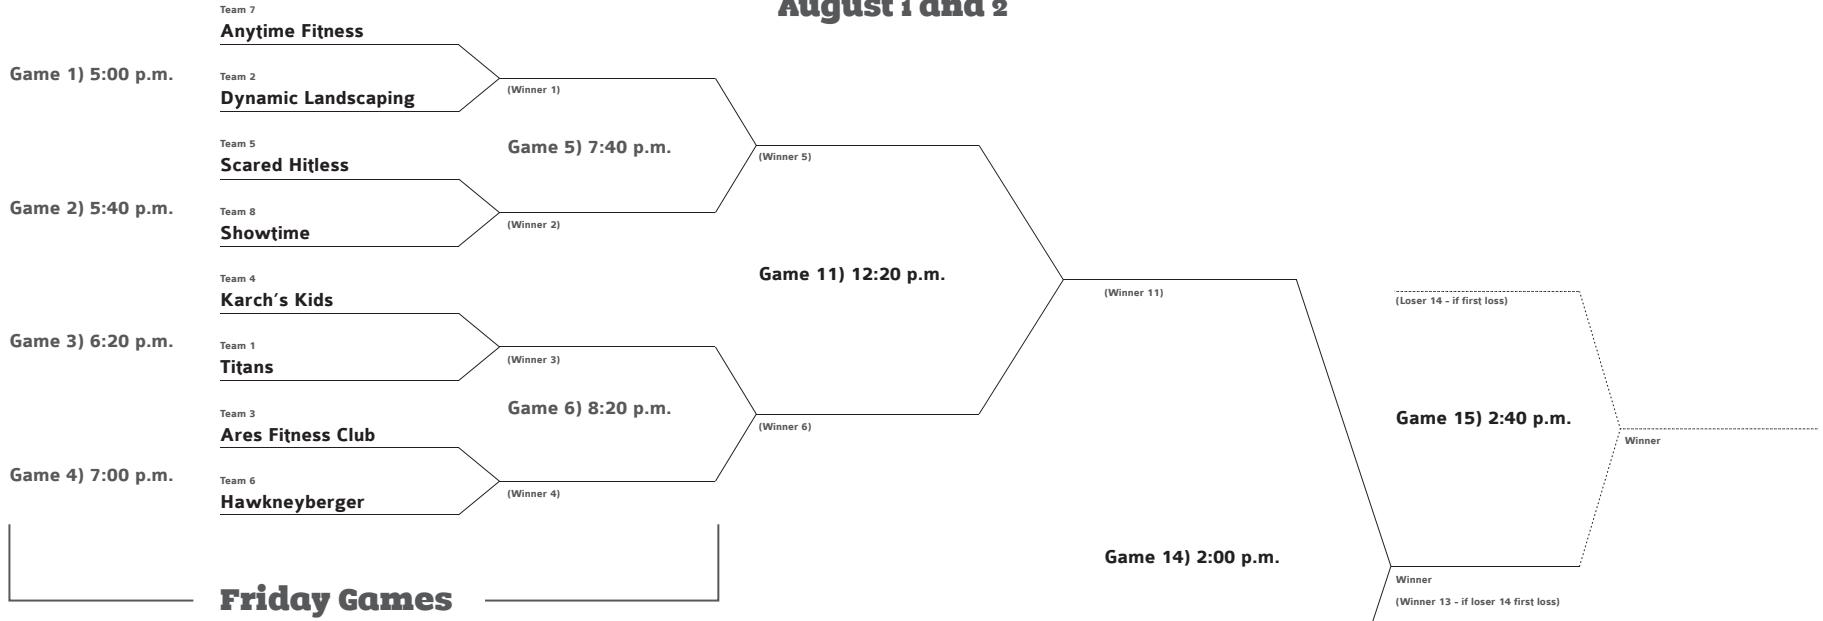 August 1 and 2
Team 7
Anytime Fitness
Game 1) 5:00 p.m.
Team 2
Dynamic Landscaping
(Winner 1)
Team 5
Scared Hitless
Game 5) 7:40 p.m.
(Winner 5)
Game 2) 5:40 p.m.
Team 8
Showtime
(Winner 2)
Team 4
Karch's Kids
Game 11) 12:20 p.m.
(Winner 11)
(Loser 14 - if first loss)
Game 3) 6:20 p.m.
Team 1
Titans
(Winner 3)
Team 3
Ares Fitness Club
Game 6) 8:20 p.m.
(Winner 6)
Game 15) 2:40 p.m.
Winner
Game 4) 7:00 p.m.
Team 6
Hawkneyberger
(Winner 4)
Game 14) 2:00 p.m.
Winner
(Winner 13 - if loser 14 first loss)
Friday Games